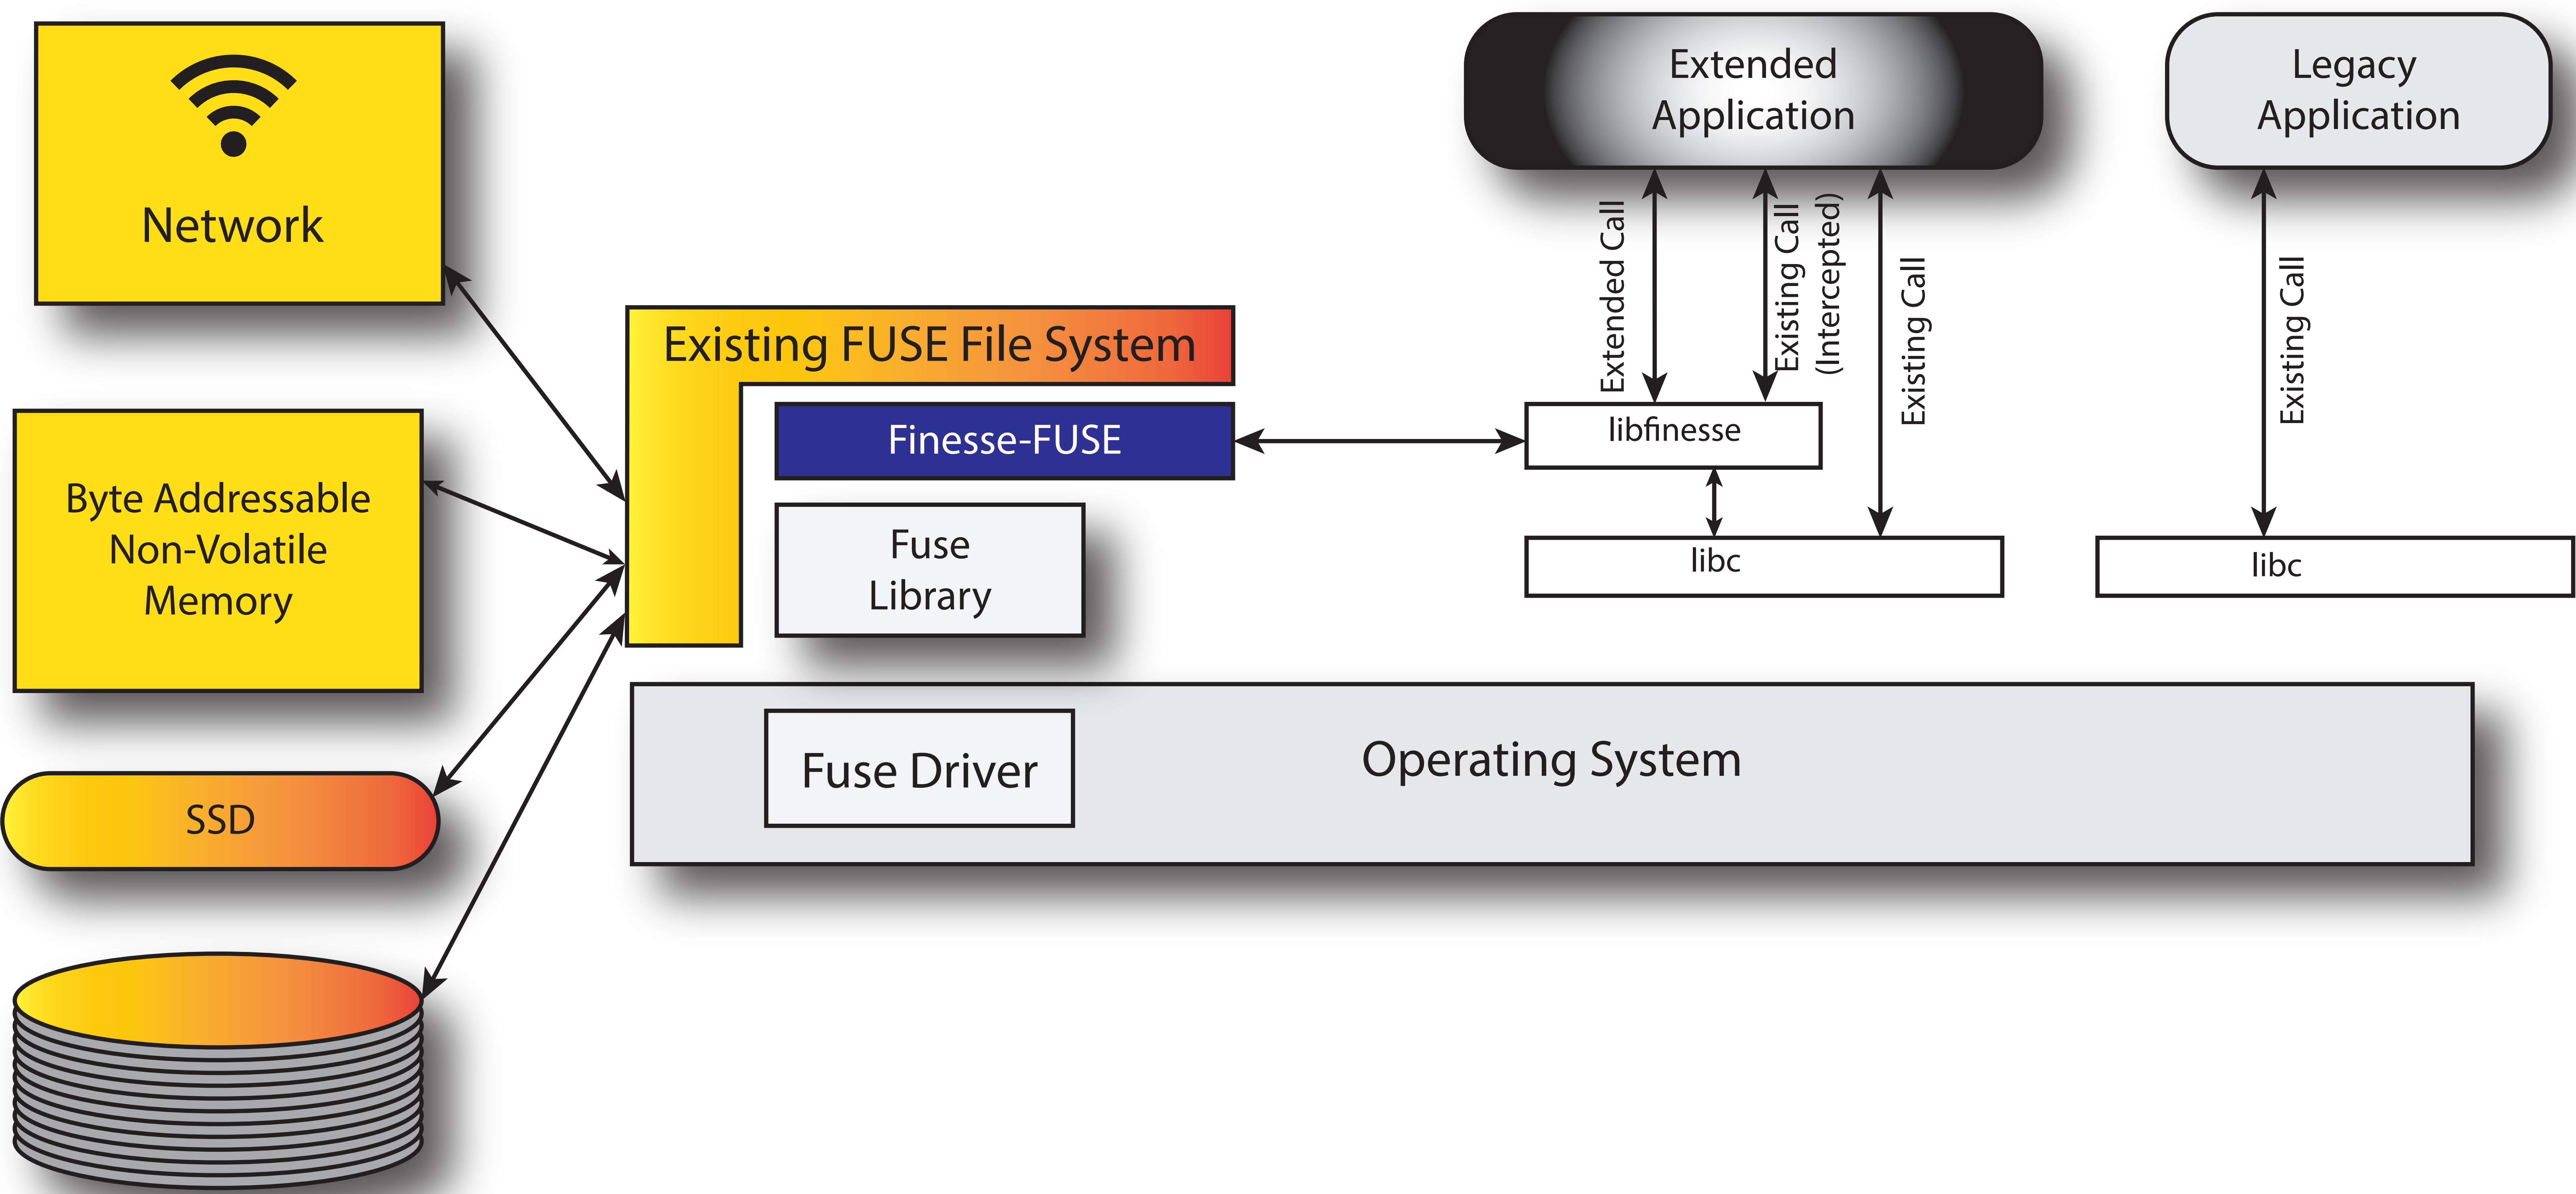 Network
Byte Addressable
Non-Volatile
Memory
SSD
Existing FUSE File System
Finesse-FUSE
Fuse
Library
Fuse Driver
Operating System
Extended
Application
Extended Call
Existing Call
(Intercepted)
Existing Call
libfinesse
libc
Legacy
Application
Existing Call
libc